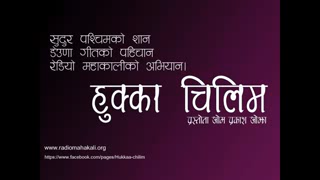 सुदुर पश्चिमको शान
डेउणा गीतको पहिचान
रेडियो महाकालीको अभियान।
हुक्का चिलिम
प्रस्तोता ओम प्रकाश ओझा
www.radiomahakali.org
https://www.facebook.com/pages/Hukkaa-chilim